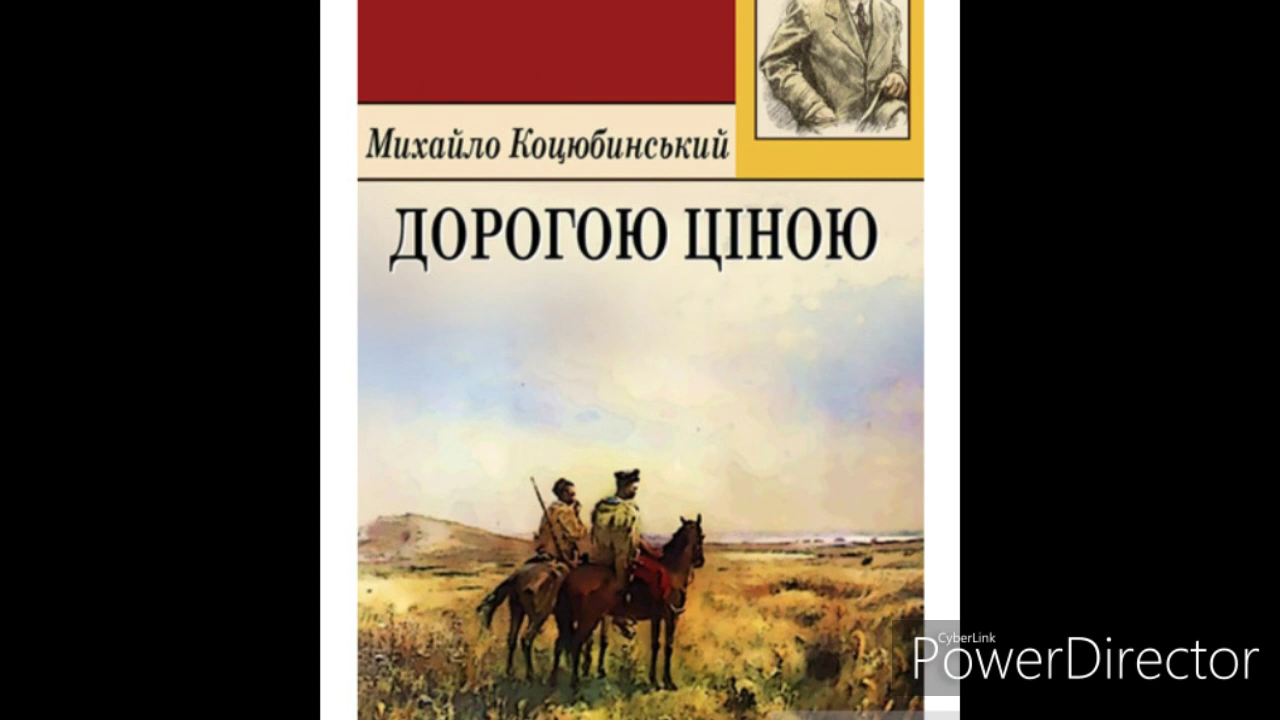 Михайло Коцюбинський
ДОРОГОЮ ЦІНОЮ
CyberLink
PowerDirector